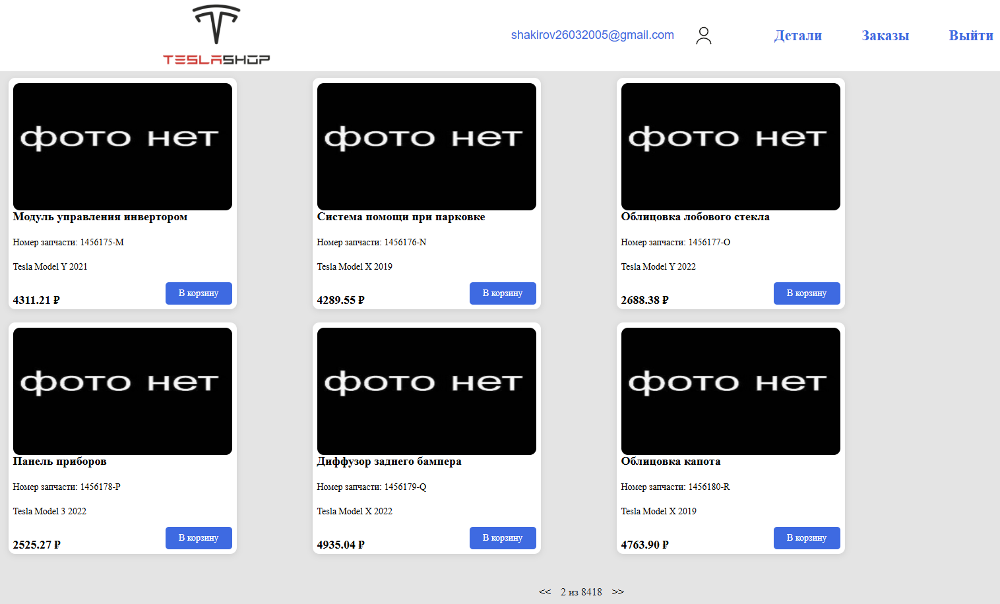 TESLASHOP
shakirov26032005@gmail.com
Детали
Заказы
Выйти
фото нет
Модуль управления инвертором
Номер запчасти: 1456175-M
Tesla Model Y 2021
4311.21 ₽
В корзину
фото нет
Система помощи при парковке
Номер запчасти: 1456176-N
Tesla Model X 2019
4289.55 ₽
В корзину
фото нет
Облицовка лобового стекла
Номер запчасти: 1456177-O
Tesla Model Y 2022
2688.38 ₽
В корзину
фото нет
Панель приборов
Номер запчасти: 1456178-P
Tesla Model 3 2022
2525.27 ₽
В корзину
фото нет
Диффузор заднего бампера
Номер запчасти: 1456179-Q
Tesla Model X 2022
4935.04 ₽
В корзину
фото нет
Облицовка капота
Номер запчасти: 1456180-R
Tesla Model X 2019
4763.90 ₽
В корзину
<< 2 из 8418 >>